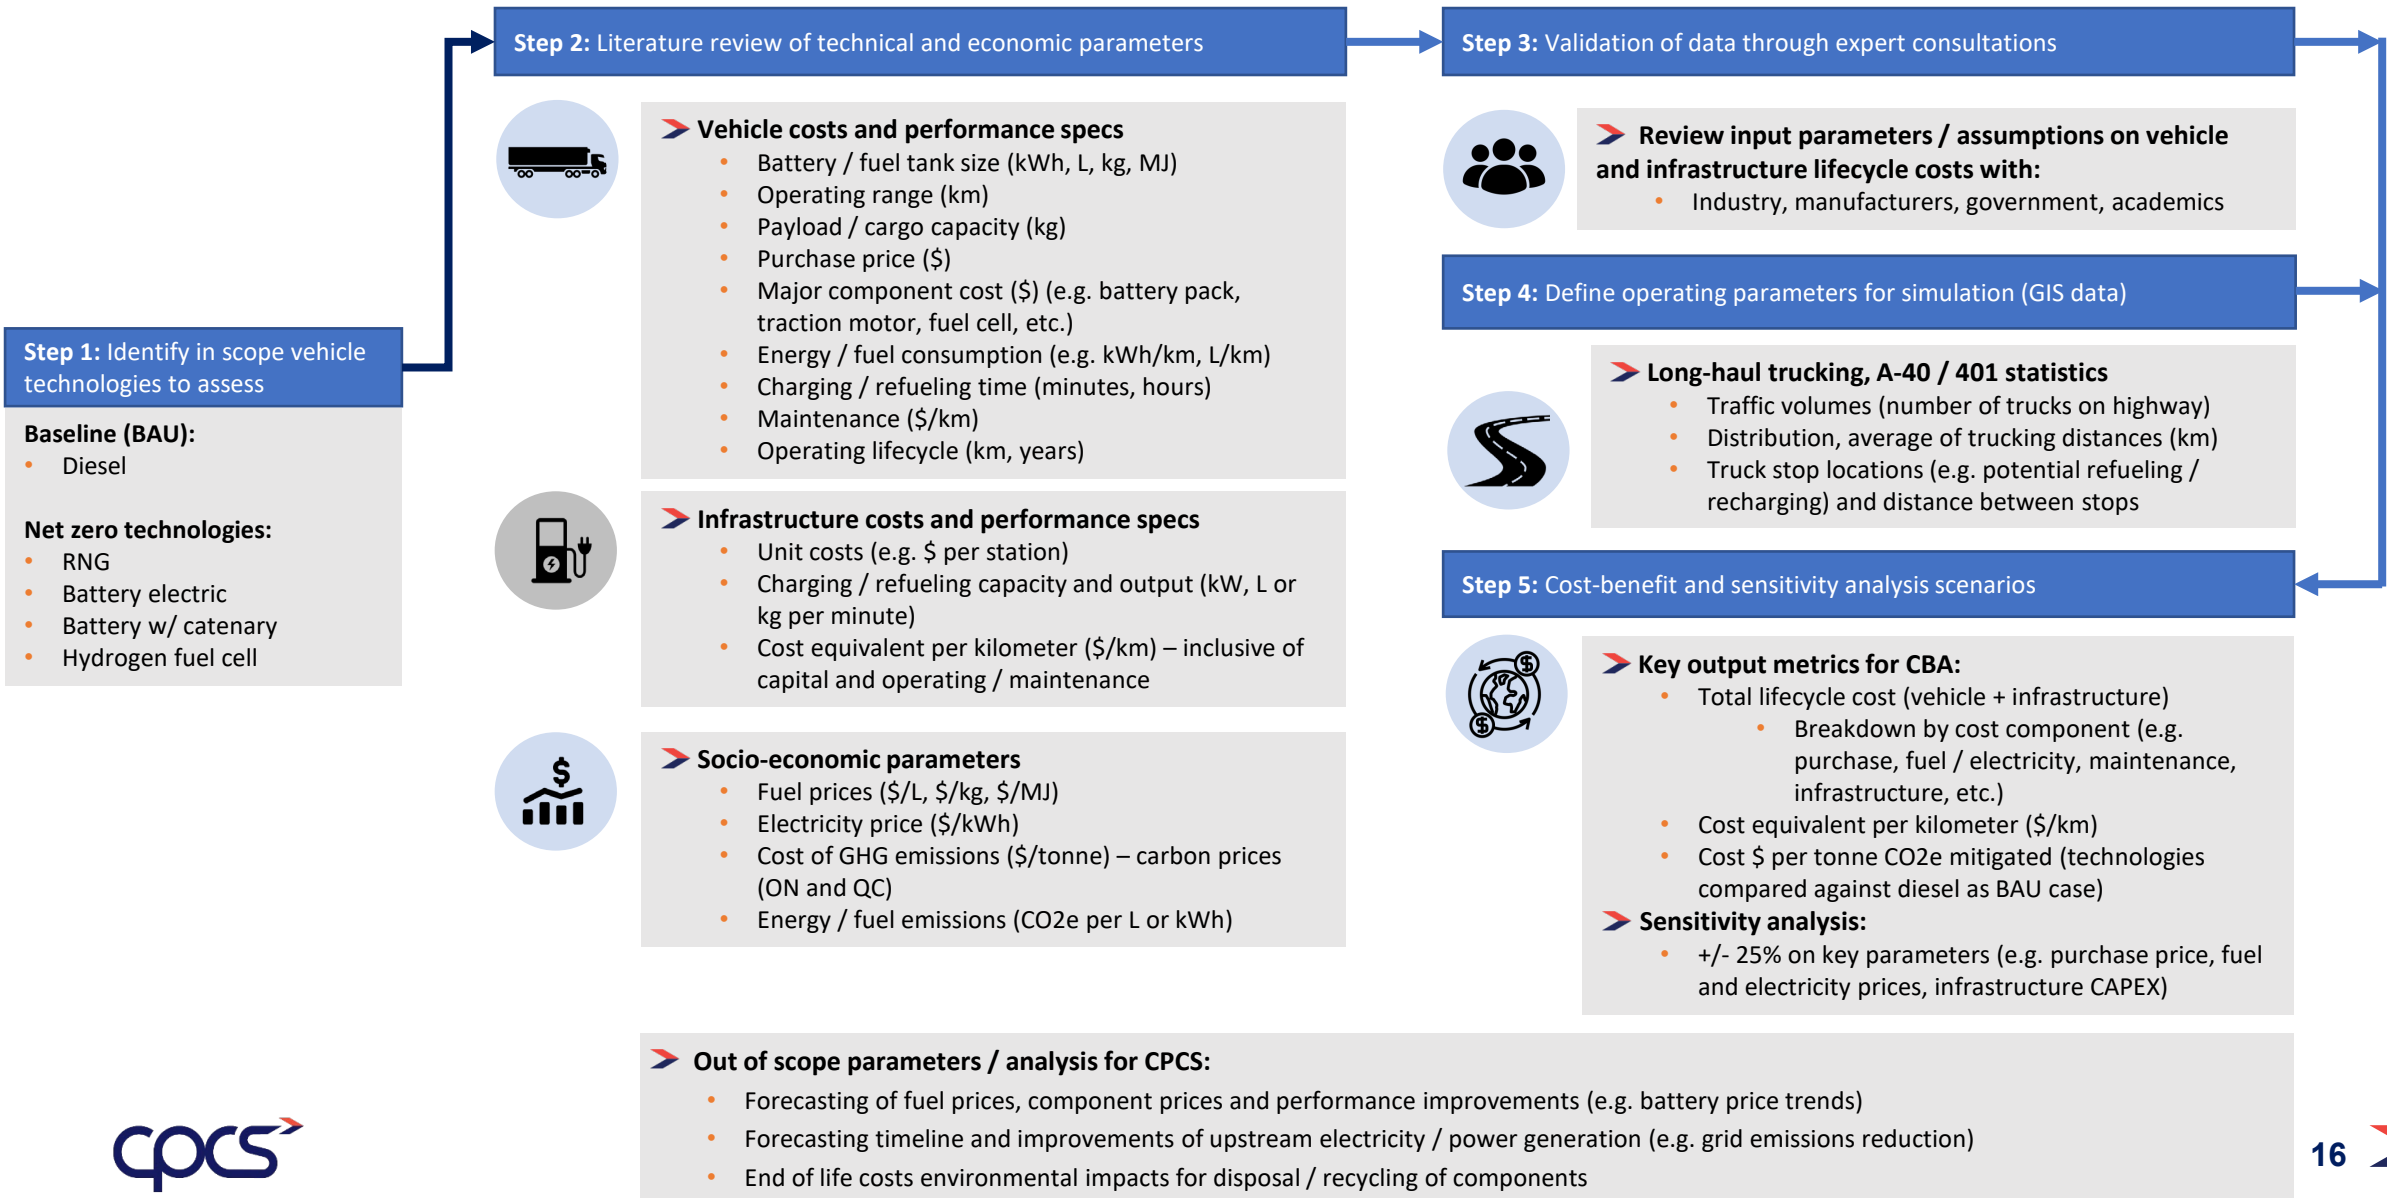 Step 1: Identify in scope vehicle
technologies to assess
Baseline (BAU):
• Diesel
Net zero technologies:
• RNG
• Battery electric
• Battery w/ catenary
• Hydrogen fuel cell
Step 2: Literature review of technical and economic parameters
Vehicle costs and performance specs
• Battery / fuel tank size (kWh, L, kg, MJ)
• Operating range (km)
• Payload / cargo capacity (kg)
• Purchase price ($)
• Major component cost ($) (e.g. battery pack,
traction motor, fuel cell, etc.)
• Energy / fuel consumption (e.g. kWh/km, L/km)
• Charging / refueling time (minutes, hours)
• Maintenance ($/km)
• Operating lifecycle (km, years)
Infrastructure costs and performance specs
• Unit costs (e.g. $ per station)
• Charging / refueling capacity and output (kW, L or
kg per minute)
• Cost equivalent per kilometer ($/km) – inclusive of
capital and operating / maintenance
$
Socio-economic parameters
• Fuel prices ($/L, $/kg, $/MJ)
• Electricity price ($/kWh)
• Cost of GHG emissions ($/tonne) – carbon prices
(ON and QC)
• Energy / fuel emissions (CO2e per L or kWh)
Step 3: Validation of data through expert consultations
Review input parameters / assumptions on vehicle
and infrastructure lifecycle costs with:
• Industry, manufacturers, government, academics
Step 4: Define operating parameters for simulation (GIS data)
Long-haul trucking, A-40 / 401 statistics
• Traffic volumes (number of trucks on highway)
• Distribution, average of trucking distances (km)
• Truck stop locations (e.g. potential refueling /
recharging) and distance between stops
Step 5: Cost-benefit and sensitivity analysis scenarios
$
$
Key output metrics for CBA:
• Total lifecycle cost (vehicle + infrastructure)
• Breakdown by cost component (e.g.
purchase, fuel / electricity, maintenance,
infrastructure, etc.)
• Cost equivalent per kilometer ($/km)
• Cost $ per tonne CO2e mitigated (technologies
compared against diesel as BAU case)
Sensitivity analysis:
• +/- 25% on key parameters (e.g. purchase price, fuel
and electricity prices, infrastructure CAPEX)
Out of scope parameters / analysis for CPCS:
• Forecasting of fuel prices, component prices and performance improvements (e.g. battery price trends)
• Forecasting timeline and improvements of upstream electricity / power generation (e.g. grid emissions reduction)
• End of life costs environmental impacts for disposal / recycling of components
cpcs
16